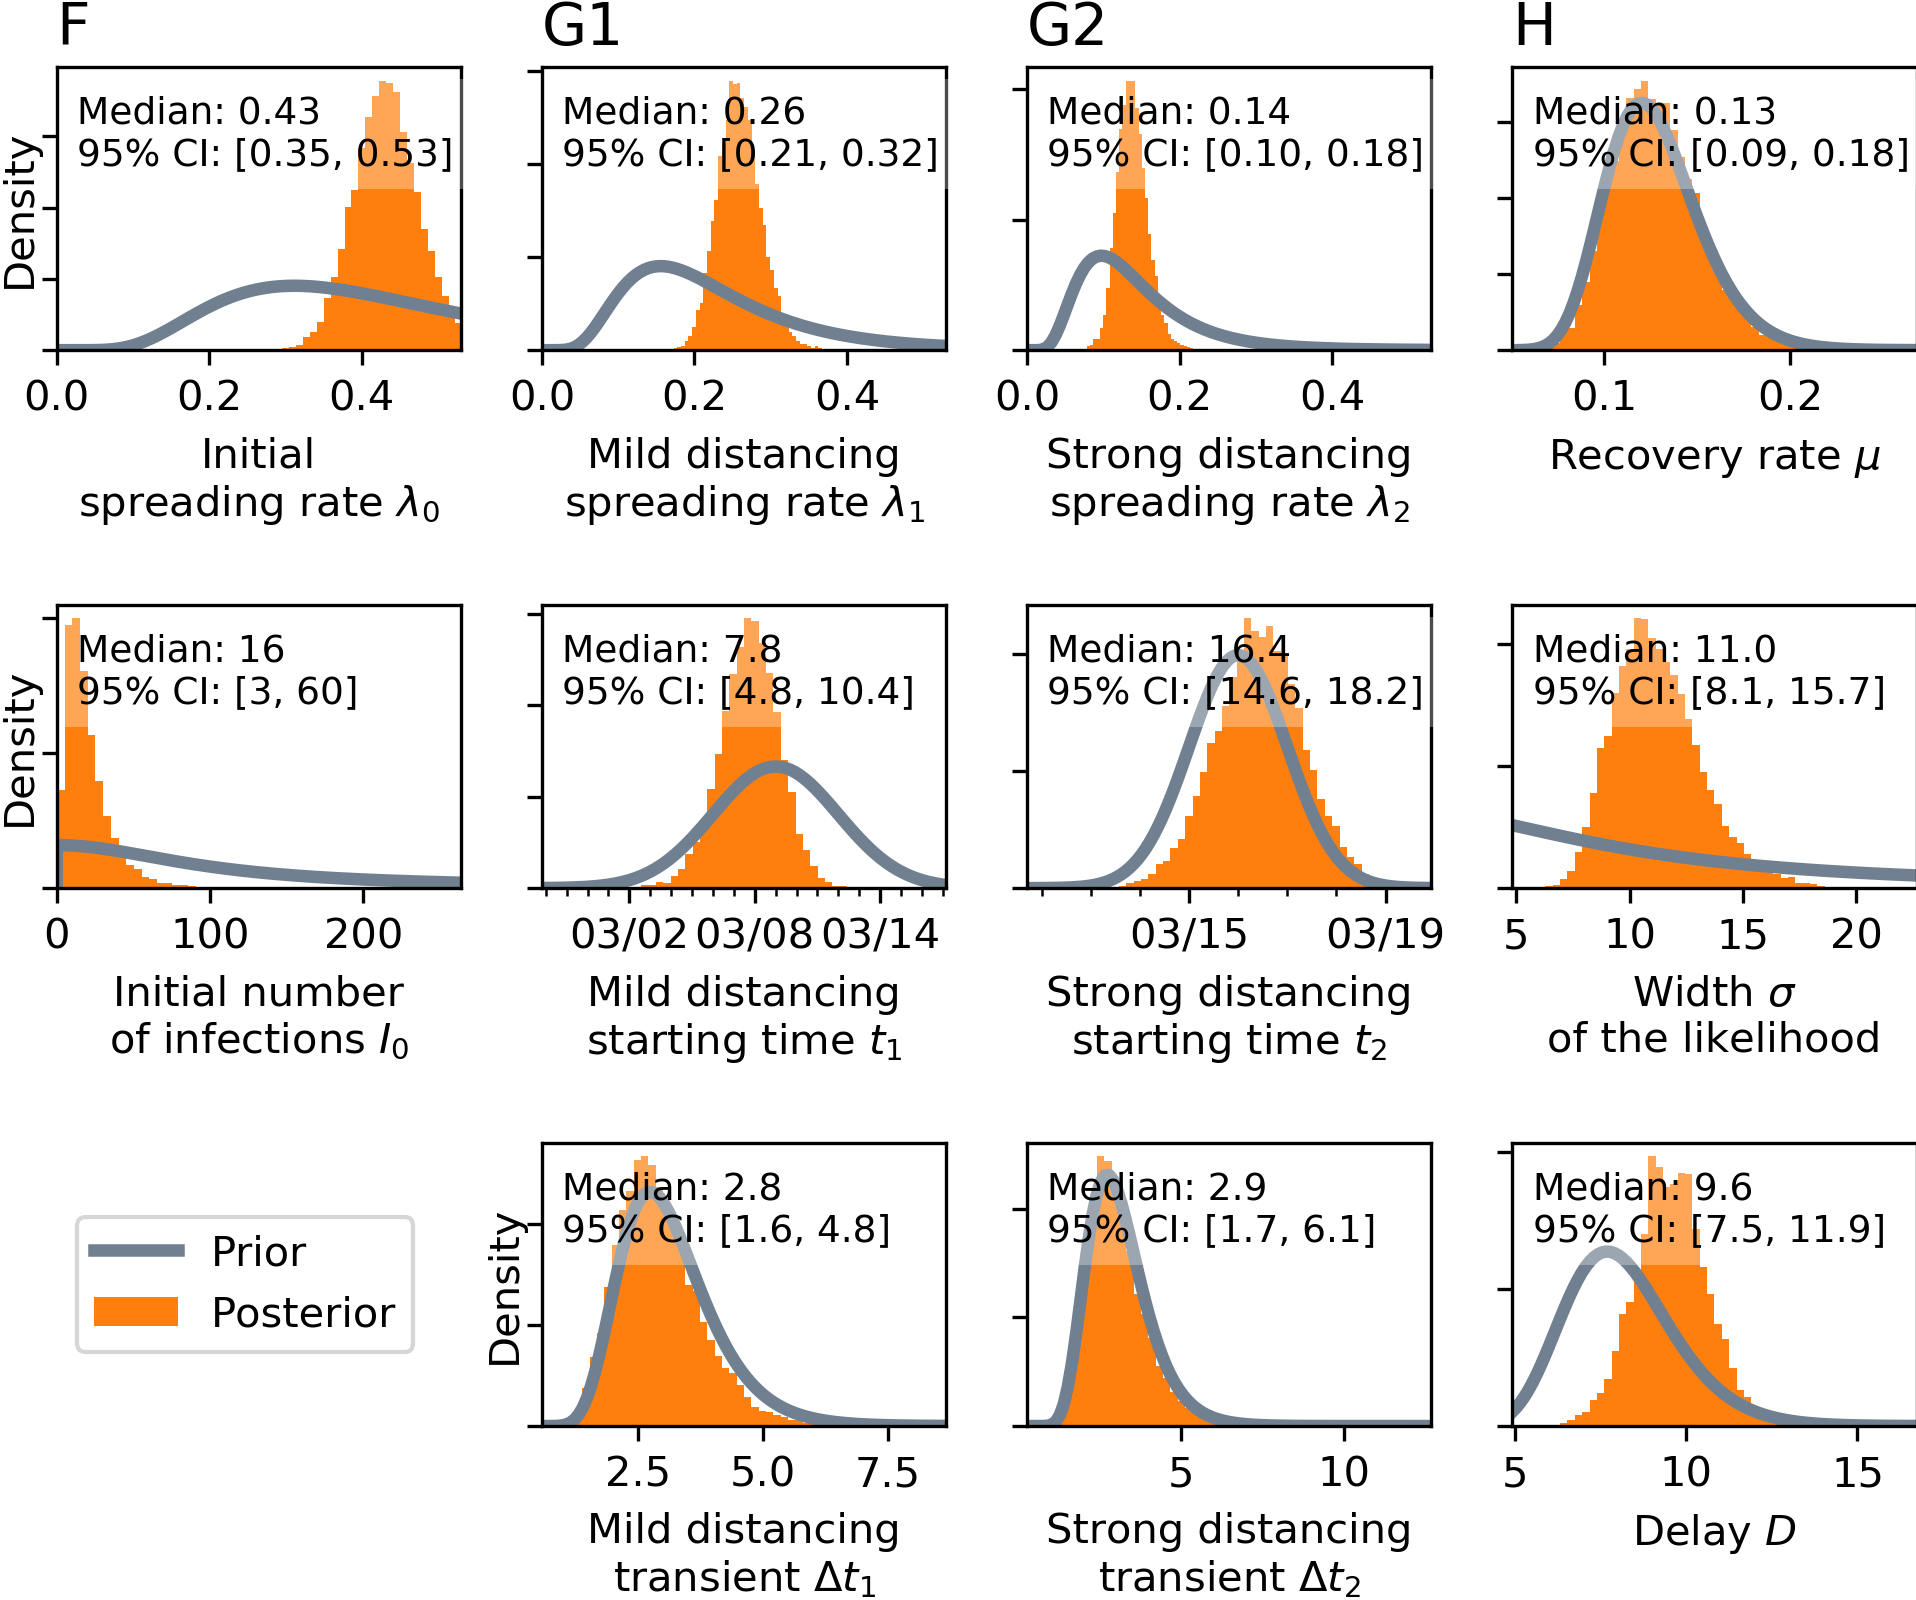 F G1 G2 H
Density
Median: 0.43
95% CI: [0.35, 0.53]
0.0 0.2 0.4
Initial
spreading rate λ0
Median: 0.26
95% CI: [0.21, 0.32]
0.0 0.2 0.4
Mild distancing
spreading rate λ1
Median: 0.14
95% CI: [0.10, 0.18]
0.0 0.2 0.4
Strong distancing
spreading rate λ2
Median: 0.13
95% CI: [0.09, 0.18]
0.1 0.2
Recovery rate μ
Density
Median: 16
95% CI: [3, 60]
0 100 200
Initial number
of infections I0
Median: 7.8
95% CI: [4.8, 10.4]
03/02 03/08 03/14
Mild distancing
starting time t1
Median: 16.4
95% CI: [14.6, 18.2]
03/15 03/19
Strong distancing
starting time t2
Median: 11.0
95% CI: [8.1, 15.7]
5 10 15 20
Width σ
of the likelihood
Prior
Posterior
Density
Median: 2.8
95% CI: [1.6, 4.8]
2.5 5.0 7.5
Mild distancing
transient Δt1
Median: 2.9
95% CI: [1.7, 6.1]
5 10
Strong distancing
transient Δt2
Median: 9.6
95% CI: [7.5, 11.9]
5 10 15
Delay D